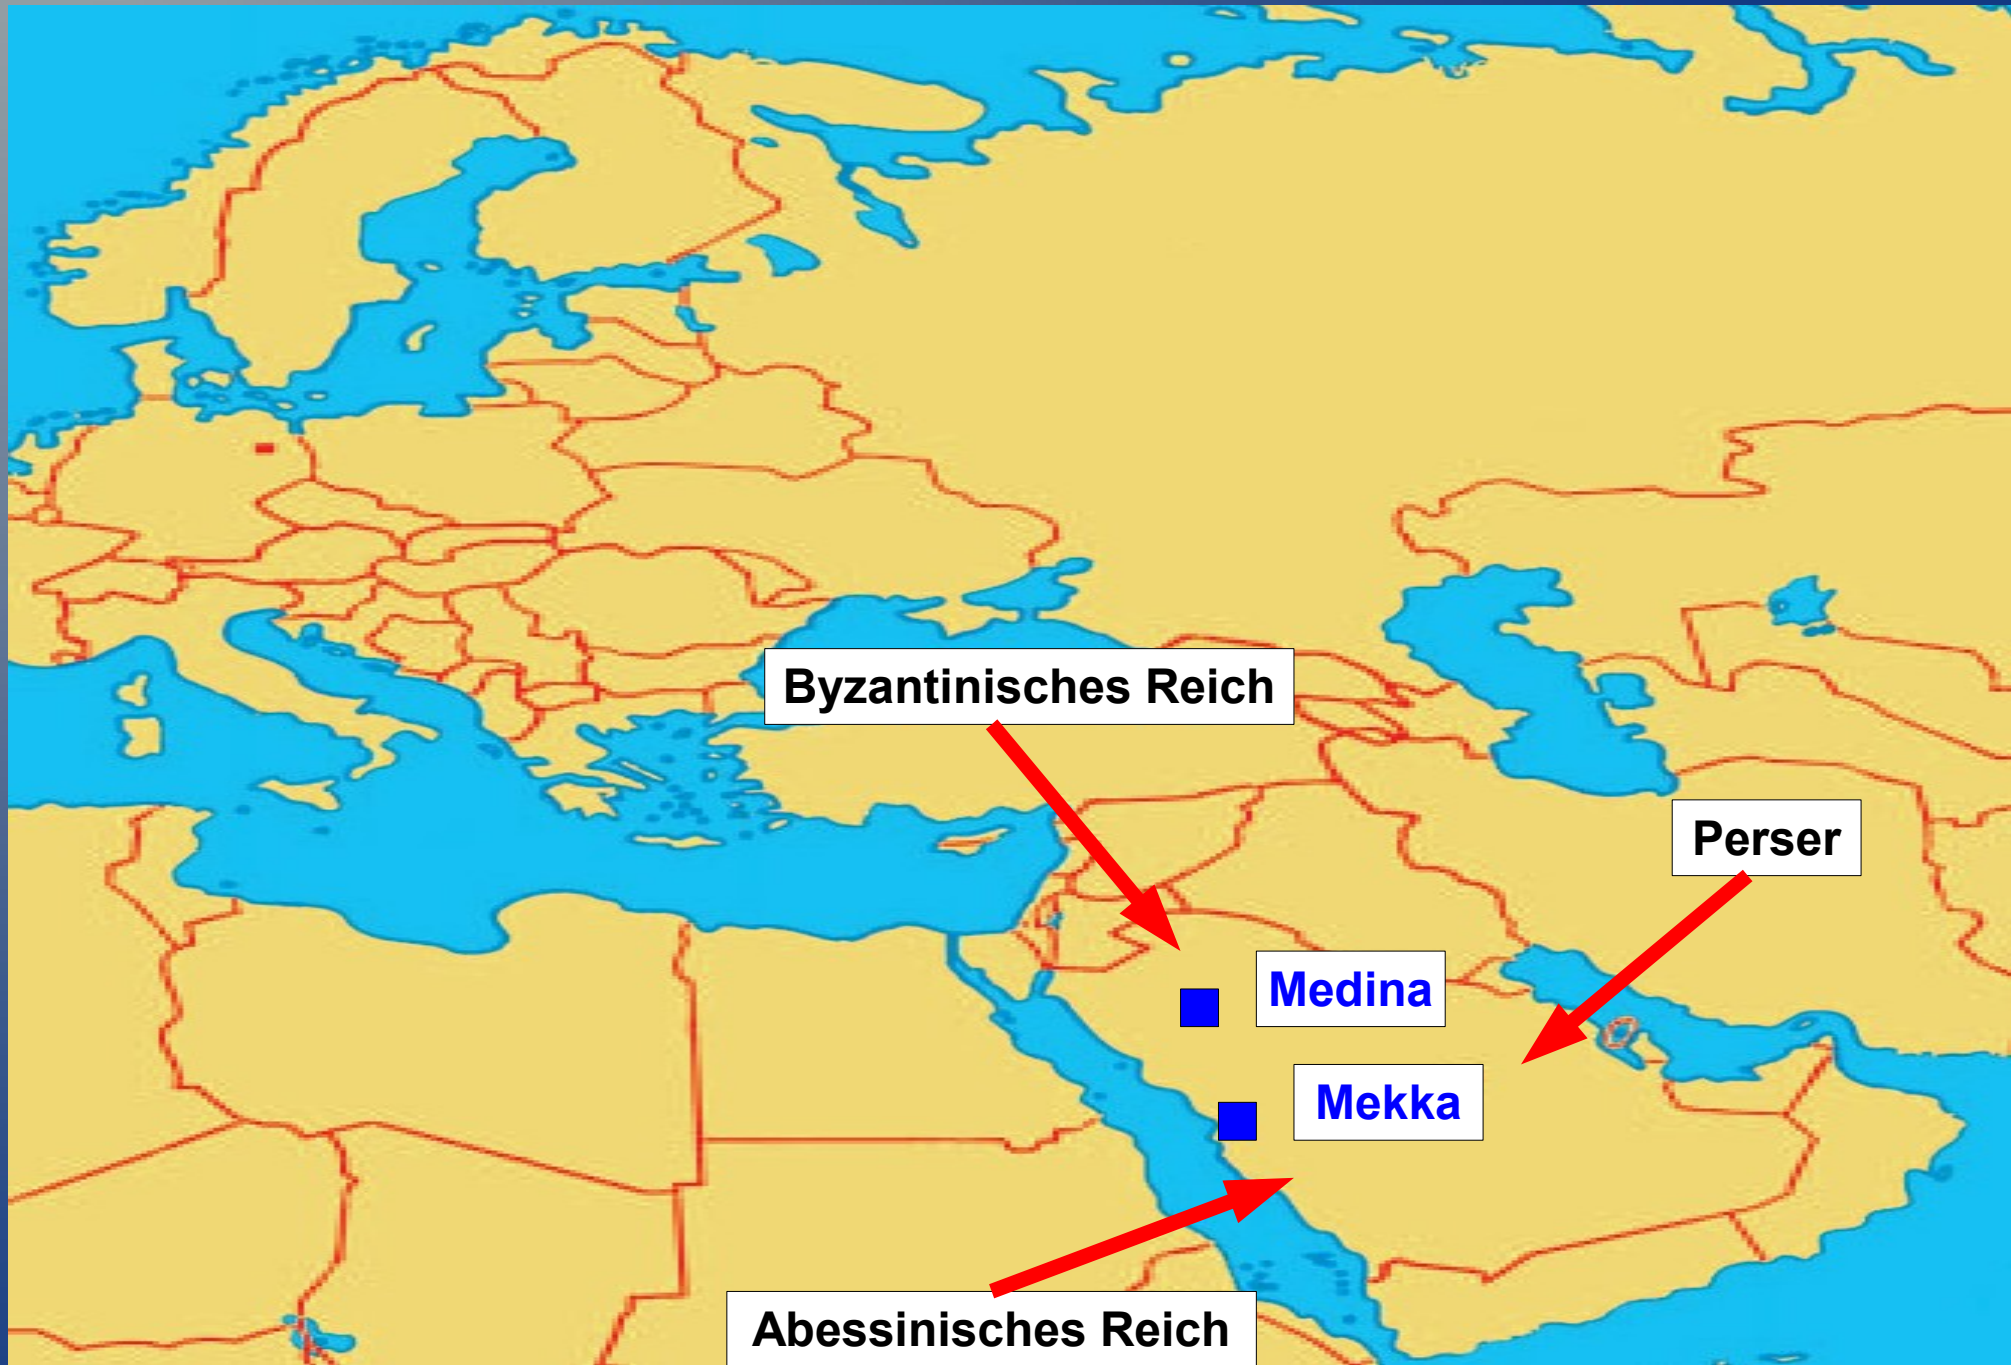 Byzantinisches Reich
Perser
Medina
Mekka
Abessinisches Reich